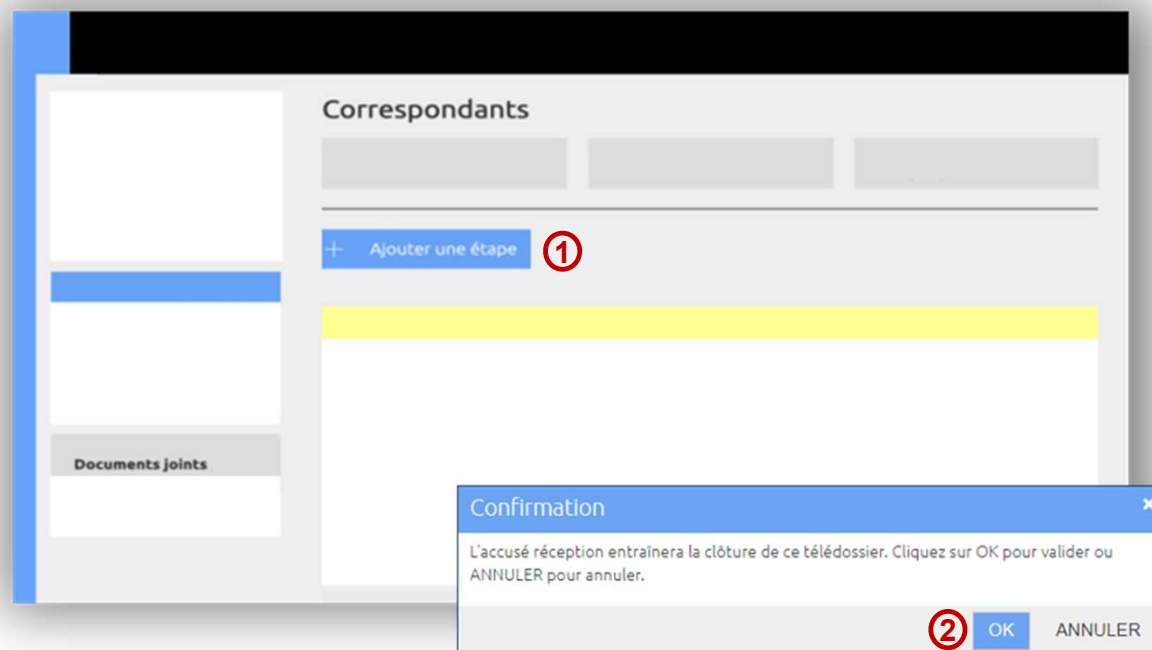 Correspondants
+ Ajouter une étape 1
Documents joints
Confirmation ×
L'accusé réception entraînera la clôture de ce télédossier. Cliquez sur OK pour valider ou
ANNULER pour annuler.
2 OK ANNULER